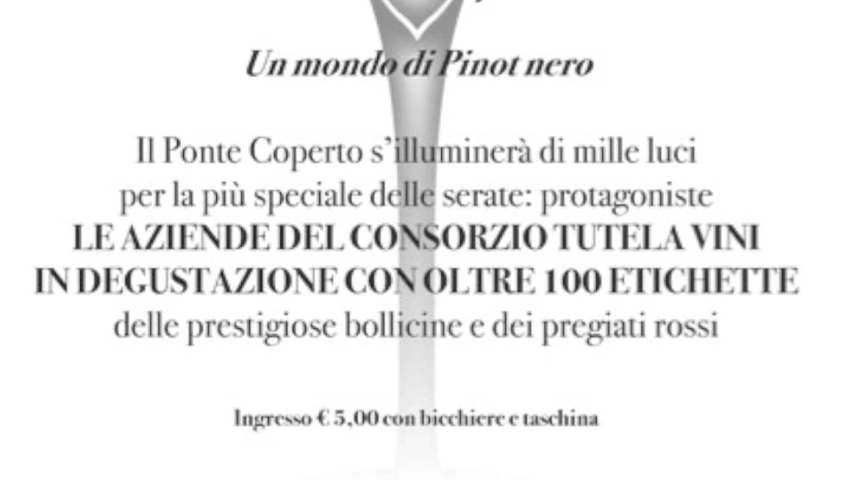 Un mondo di Pinot nero
Il Ponte Coperto s'illuminerà di mille luci
per la più speciale delle serate: protagoniste
LE AZIENDE DEL CONSORZIO TUTELA VINI
IN DEGUSTAZIONE CON OLTRE 100 ETICHETTE
delle prestigiose bollicine e dei pregiati rossi
Ingresso € 5,00 con bicchiere e taschina